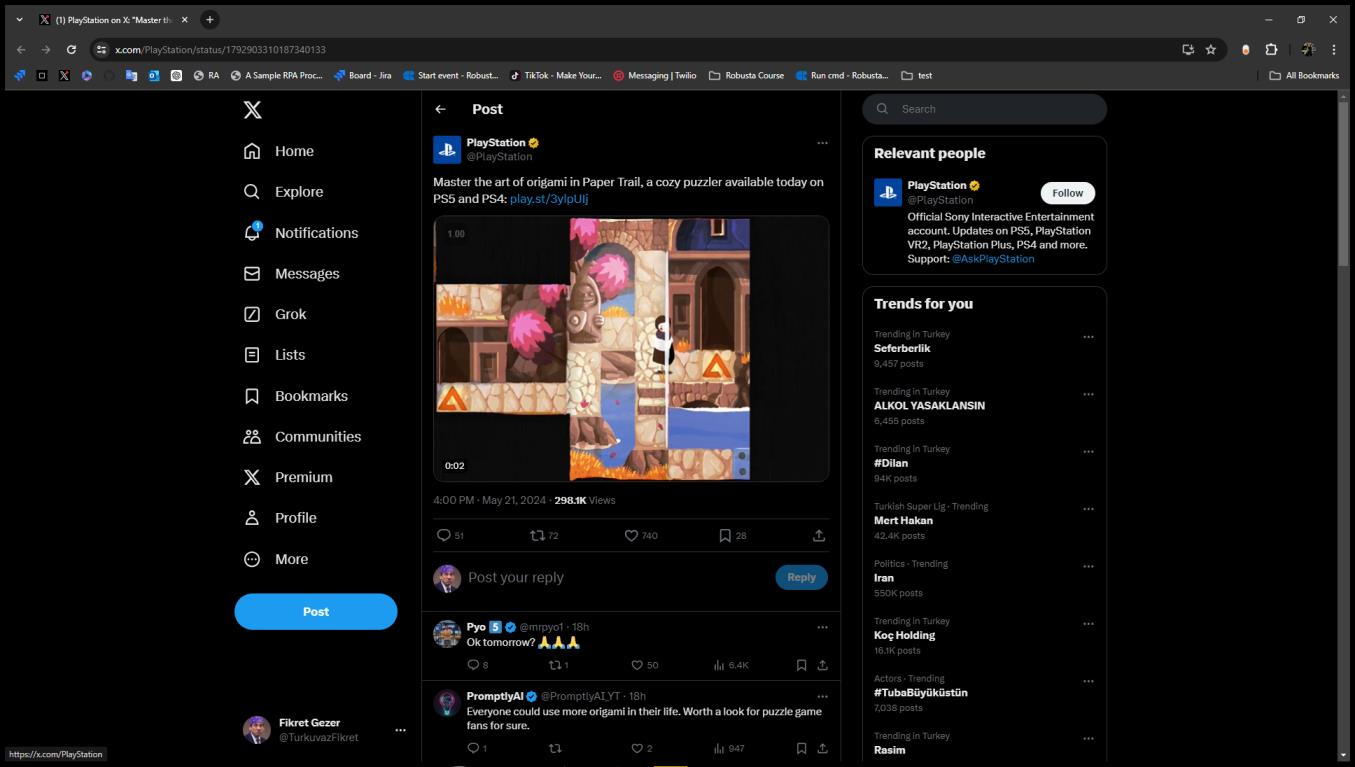 (1) PlayStation on X: "Master th
x.com/PlayStation/status/1792903310187340133
RA
A Sample RPA Proc...
Board - Jira
Start event - Robust...
TikTok - Make Your...
Messaging | Twilio
Robusta Course
Run cmd - Robusta...
test
All Bookmarks
Home
Explore
1
Notifications
Messages
Grok
Lists
Bookmarks
Communities
Premium
Profile
More
Post
Fikret Gezer
@TurkuvazFikret
https://x.com/PlayStation
Post
PlayStation
@PlayStation
Master the art of origami in Paper Trail, a cozy puzzler available today on
PS5 and PS4: play.st/3ylpUIj
1.00
0:02
4:00 PM · May 21, 2024 · 298.1K Views
51 72 740 28
Post your reply
Reply
Pyo 5 @mrpyo1 · 18h
Ok tomorrow? 🙏🙏🙏
8 1 50 6.4K
PromptlyAI @PromptlyAI_YT · 18h
Everyone could use more origami in their life. Worth a look for puzzle game
fans for sure.
1 2 947
Search
Relevant people
PlayStation
@PlayStation
Follow
Official Sony Interactive Entertainment
account. Updates on PS5, PlayStation
VR2, PlayStation Plus, PS4 and more.
Support: @AskPlayStation
Trends for you
Trending in Turkey
Seferberlik
9,457 posts
Trending in Turkey
ALKOL YASAKLANSIN
6,455 posts
Trending in Turkey
#Dilan
94K posts
Turkish Super Lig · Trending
Mert Hakan
42.4K posts
Politics · Trending
Iran
550K posts
Trending in Turkey
Koç Holding
16.1K posts
Actors · Trending
#TubaBüyüküstün
7,038 posts
Trending in Turkey
Rasim